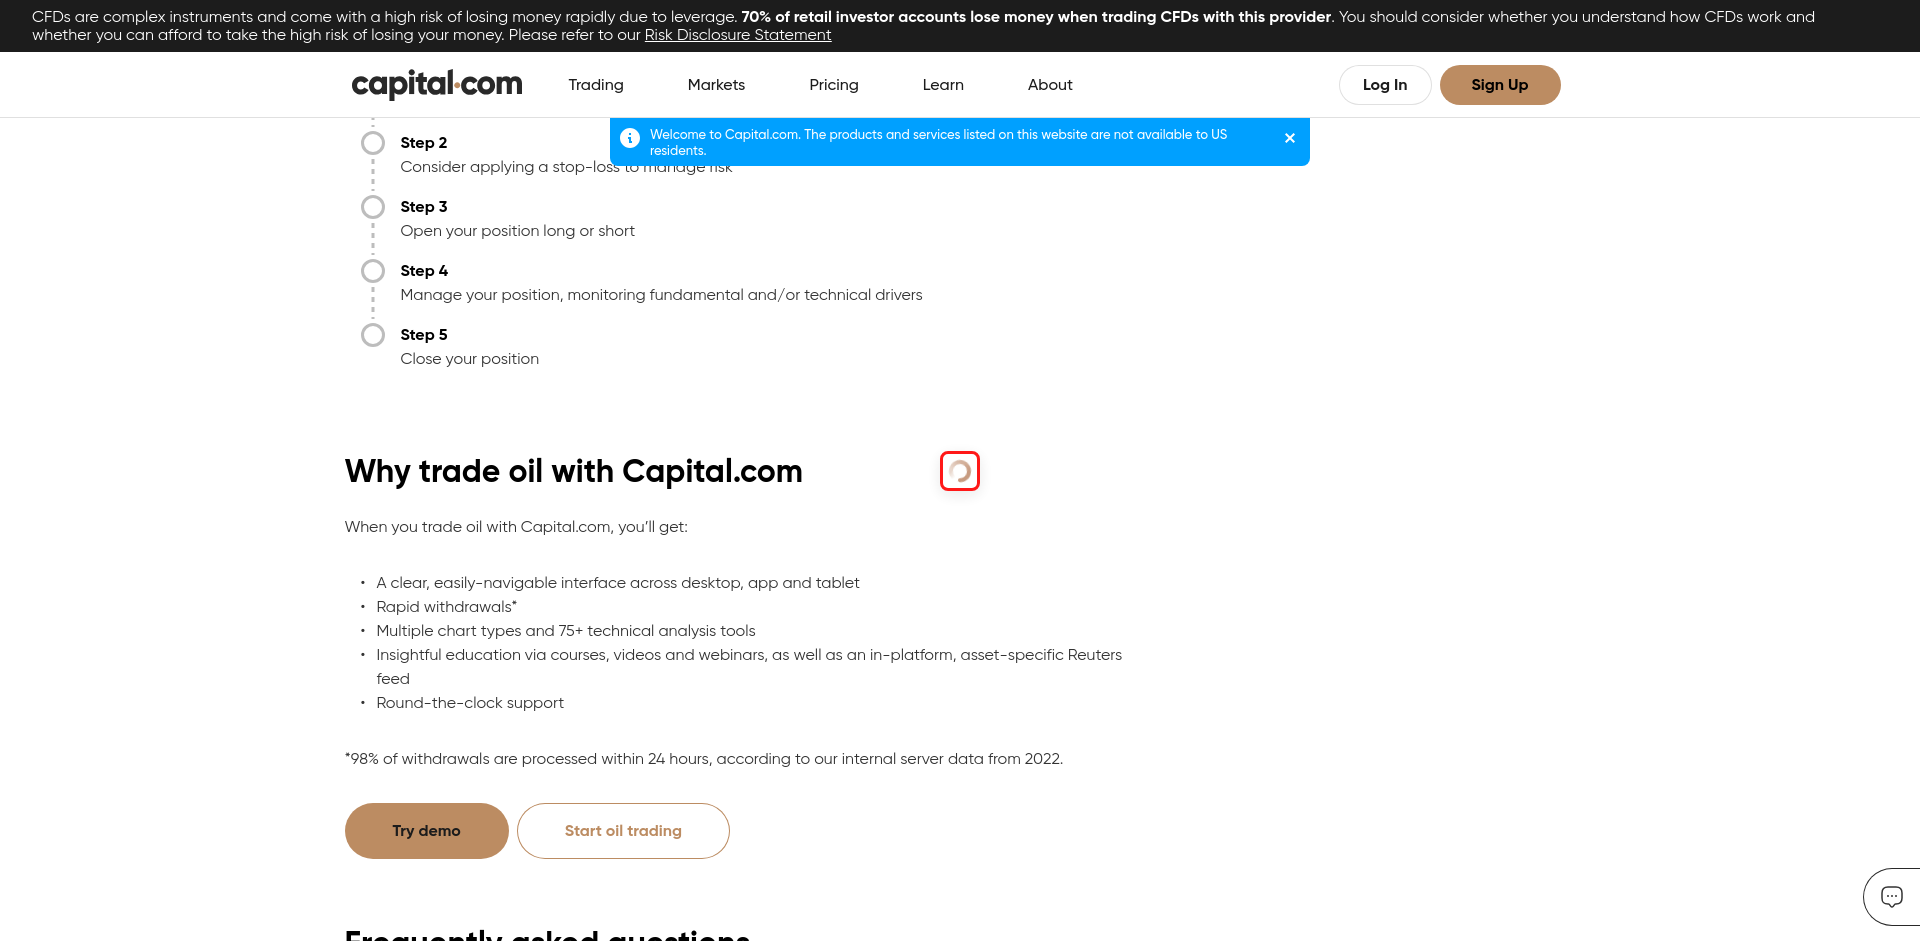 CFDs are complex instruments and come with a high risk of losing money rapidly due to leverage. 70% of retail investor accounts lose money when trading CFDs with this provider. You should consider whether you understand how CFDs work and
whether you can afford to take the high risk of losing your money. Please refer to our Risk Disclosure Statement
capital.com
Trading
Markets
Pricing
Learn
About
Log In
Sign Up
Welcome to Capital.com. The products and services listed on this website are not available to US
residents.
Step 2
Consider applying a stop-loss to manage risk
Step 3
Open your position long or short
Step 4
Manage your position, monitoring fundamental and/or technical drivers
Step 5
Close your position
Why trade oil with Capital.com
When you trade oil with Capital.com, you’ll get:
• A clear, easily-navigable interface across desktop, app and tablet
• Rapid withdrawals*
• Multiple chart types and 75+ technical analysis tools
• Insightful education via courses, videos and webinars, as well as an in-platform, asset-specific Reuters
feed
• Round-the-clock support
*98% of withdrawals are processed within 24 hours, according to our internal server data from 2022.
Try demo
Start oil trading
Frequently asked questions